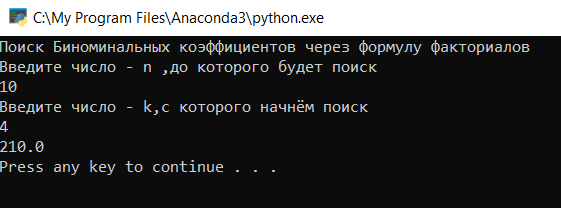 C:\My Program Files\Anaconda3\python.exe
Поиск Биноминальных коэффициентов через формулу факториалов
Введите число - n ,до которого будет поиск
10
Введите число - k,с которого начнём поиск
4
210.0
Press any key to continue . . .